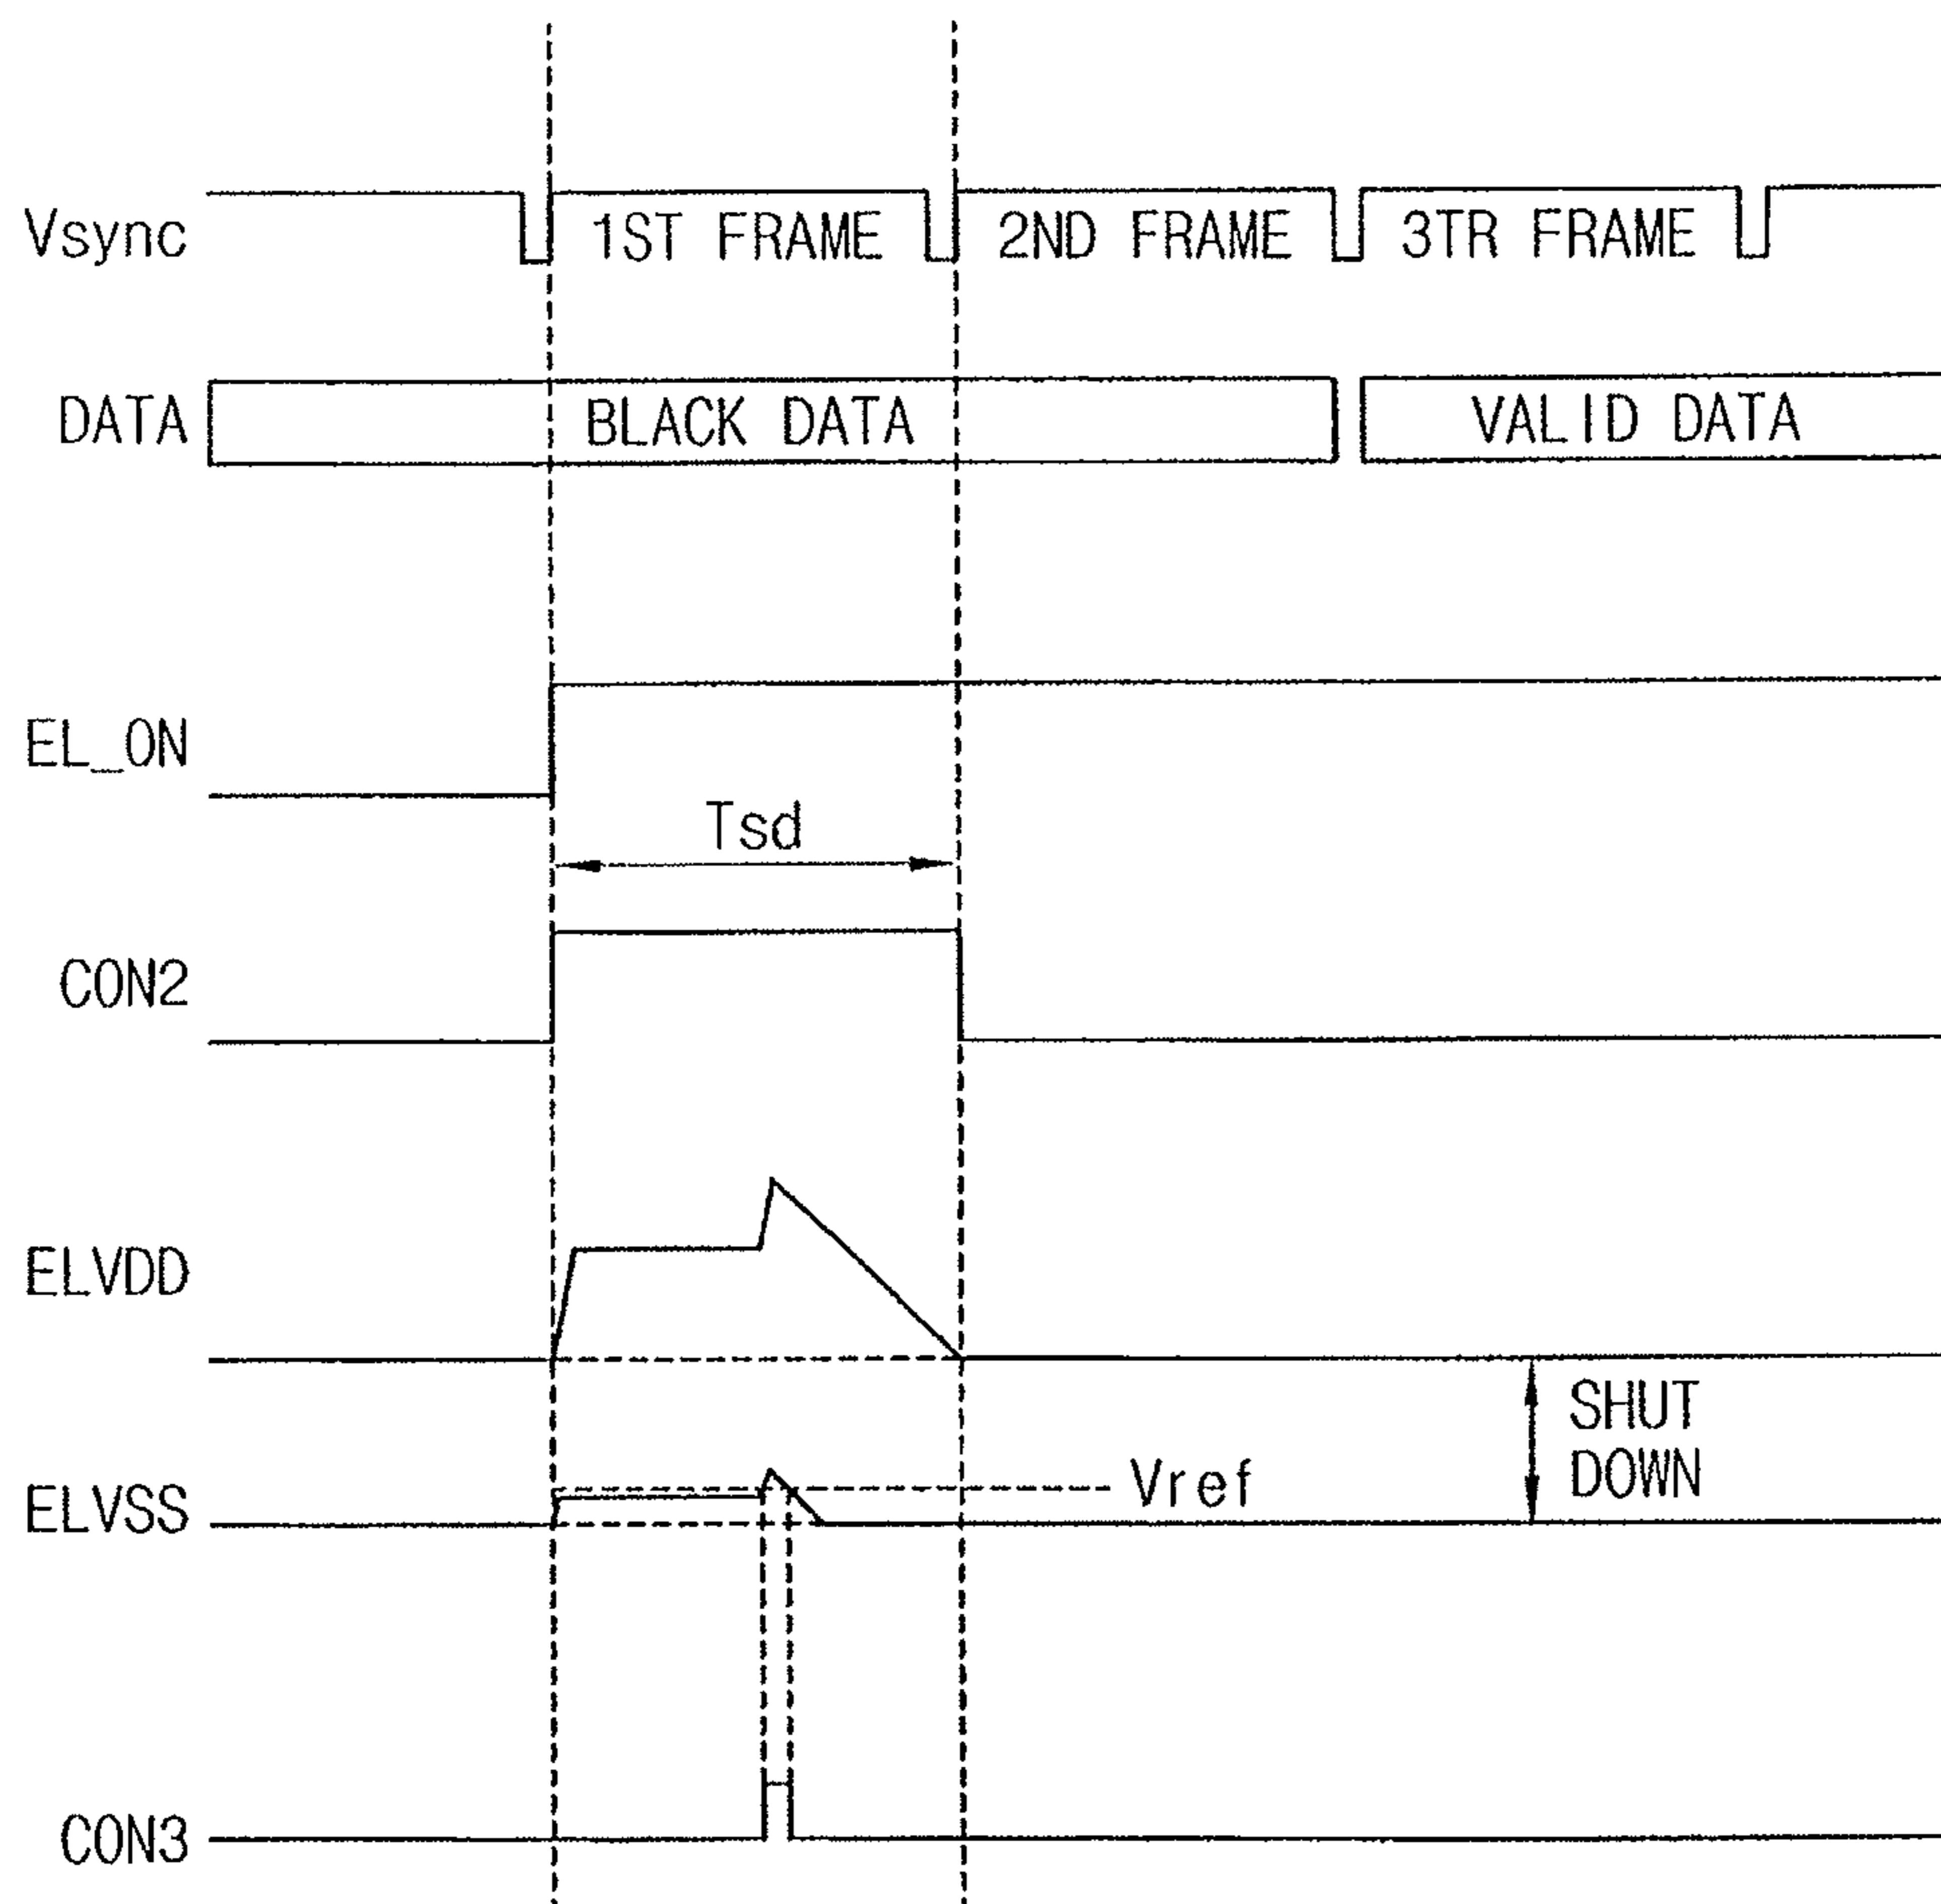 Vsync 1ST FRAME 2ND FRAME 3TR FRAME
DATA BLACK DATA VALID DATA
EL_ON
Tsd
CON2
ELVDD
SHUT
DOWN
Vref
ELVSS
CON3